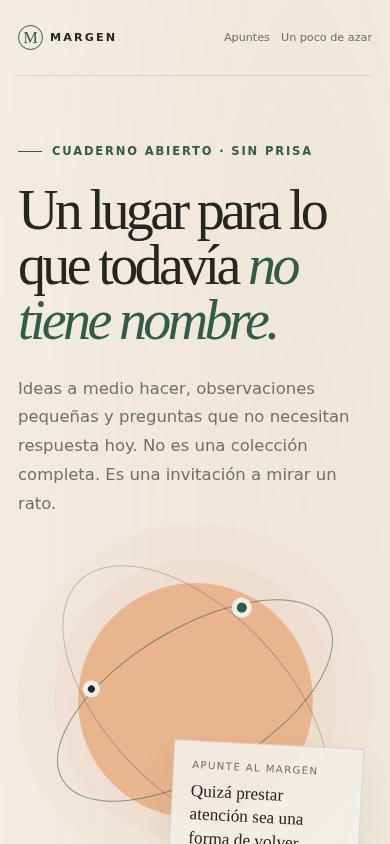 M MARGEN
Apuntes Un poco de azar
CUADERNO ABIERTO · SIN PRISA
Un lugar para lo
que todavía no
tiene nombre.
Ideas a medio hacer, observaciones
pequeñas y preguntas que no necesitan
respuesta hoy. No es una colección
completa. Es una invitación a mirar un
rato.
APUNTE AL MARGEN
Quizá prestar
atención sea una
forma de volver